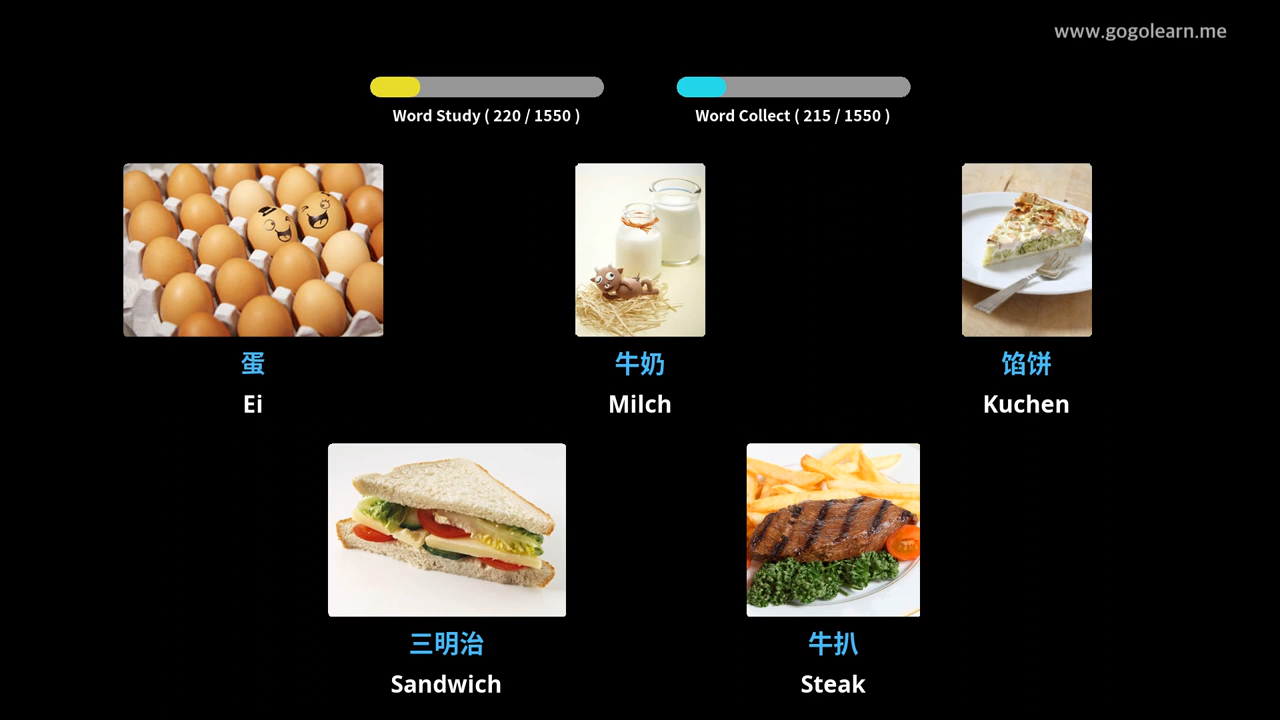 www.gogolearn.me
Word Study ( 220 / 1550 )
Word Collect ( 215 / 1550 )
蛋
Ei
牛奶
Milch
馅饼
Kuchen
三明治
Sandwich
牛扒
Steak